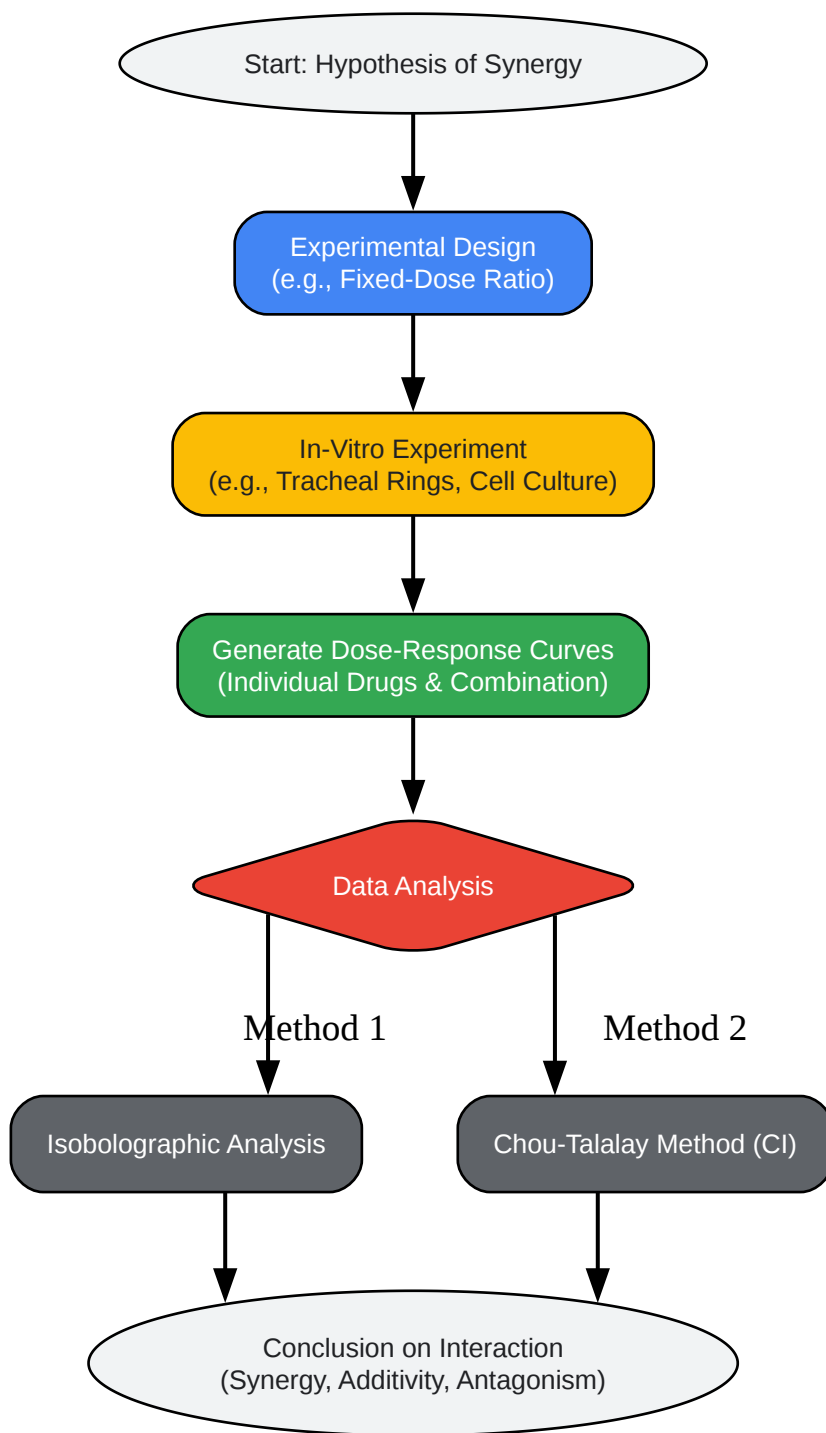 Start: Hypothesis of Synergy
Experimental Design
(e.g., Fixed-Dose Ratio)
In-Vitro Experiment
(e.g., Tracheal Rings, Cell Culture)
Generate Dose-Response Curves
(Individual Drugs & Combination)
Data Analysis
Method 1
Method 2
Isobolographic Analysis
Chou-Talalay Method (CI)
Conclusion on Interaction
(Synergy, Additivity, Antagonism)